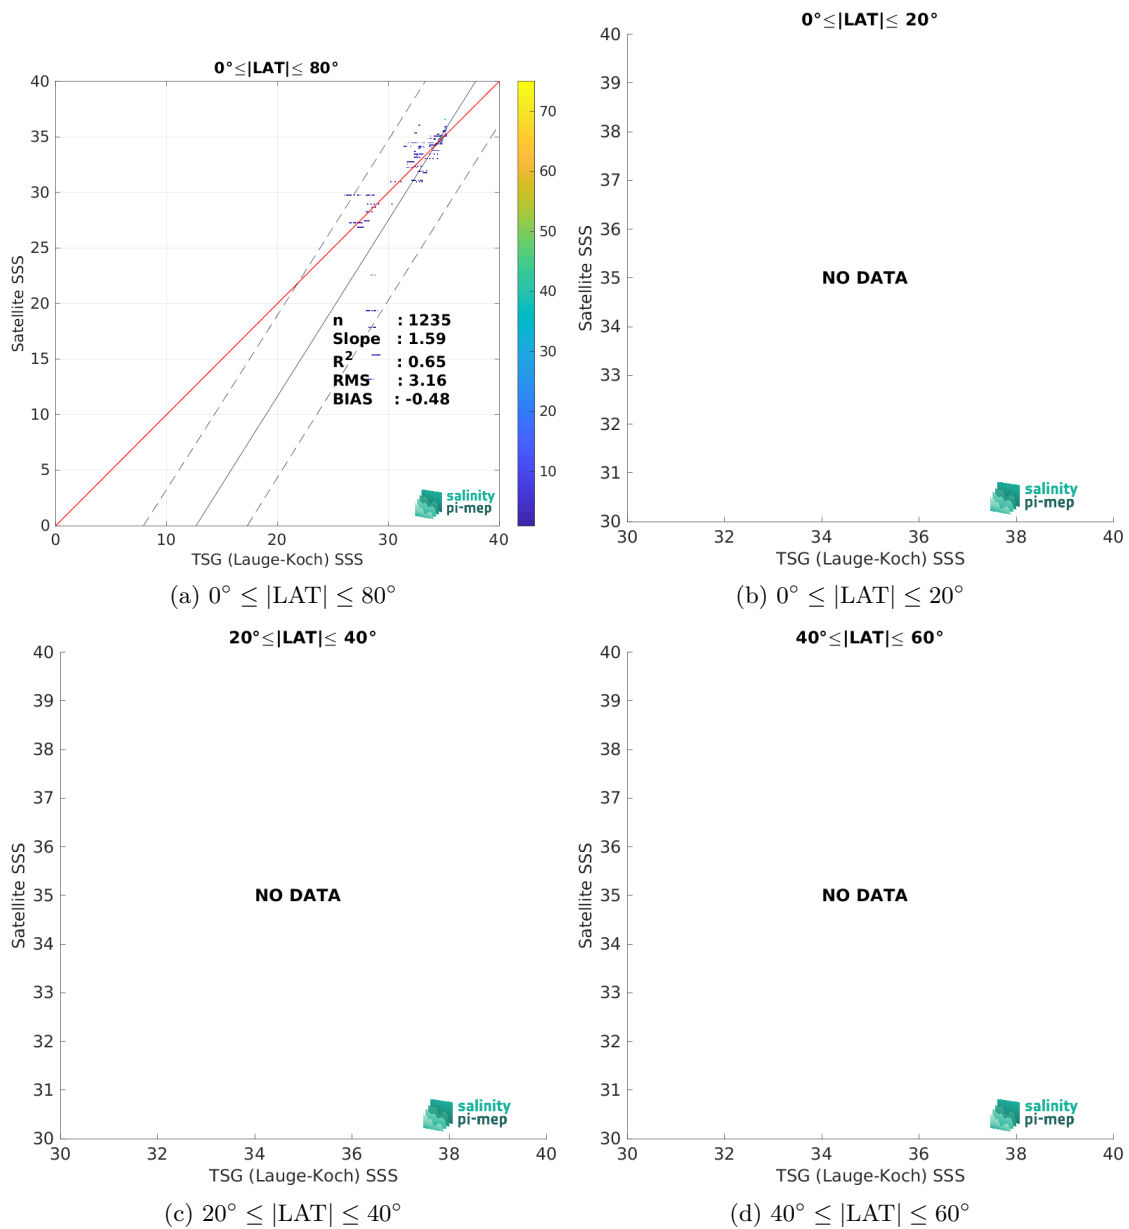 0°≤|LAT|≤ 80°
40
35
30
25
20
15
10
5
0
0
10
20
30
40
Satellite SSS
TSG (Lauge-Koch) SSS
n : 1235
Slope : 1.59
R2 : 0.65
RMS : 3.16
BIAS : -0.48
70
60
50
40
30
20
10
salinity
pi-mep
(a) 0° ≤ |LAT| ≤ 80°
0°≤|LAT|≤ 20°
40
39
38
37
36
35
34
33
32
31
30
30
32
34
36
38
40
Satellite SSS
TSG (Lauge-Koch) SSS
NO DATA
salinity
pi-mep
(b) 0° ≤ |LAT| ≤ 20°
20°≤|LAT|≤ 40°
40
39
38
37
36
35
34
33
32
31
30
30
32
34
36
38
40
Satellite SSS
TSG (Lauge-Koch) SSS
NO DATA
salinity
pi-mep
(c) 20° ≤ |LAT| ≤ 40°
40°≤|LAT|≤ 60°
40
39
38
37
36
35
34
33
32
31
30
30
32
34
36
38
40
Satellite SSS
TSG (Lauge-Koch) SSS
NO DATA
salinity
pi-mep
(d) 40° ≤ |LAT| ≤ 60°